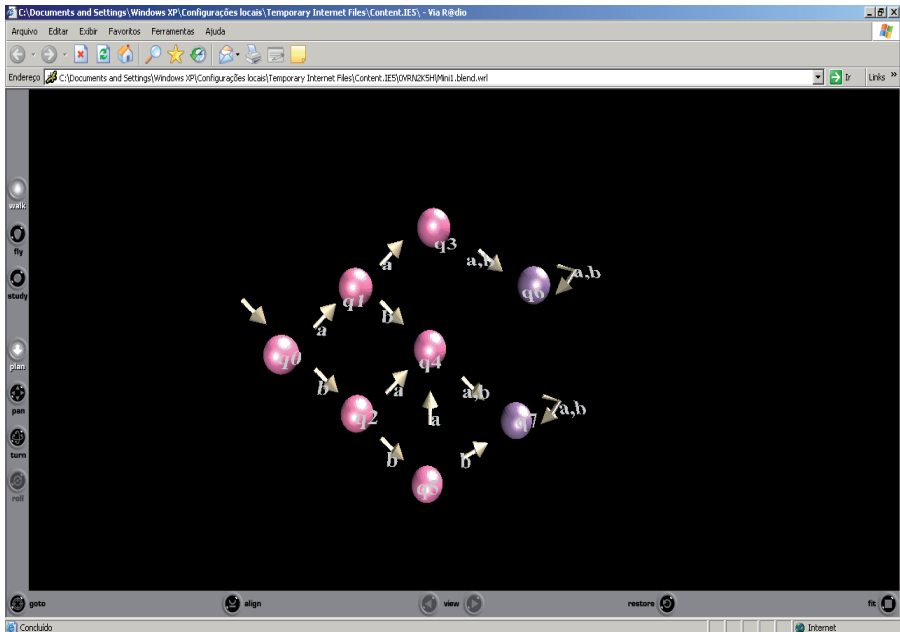 C:\Documents and Settings\Windows XP\Configurações locais\Temporary Internet Files\Content.IE5\ - Via R@dio
Arquivo Editar Exibir Favoritos Ferramentas Ajuda
Endereço C:\Documents and Settings\Windows XP\Configurações locais\Temporary Internet Files\Content.IE5\0VRN2K5H\Mini1.blend.wrl Ir Links »
walk
fly
study
plan
pan
turn
roll
q3
a
a,b
a,b
q6
q1
a
b
q0
q4
b
a
a,b
a
q2
a,b
q7
b
b
q5
goto align view restore fit
Concluído Internet